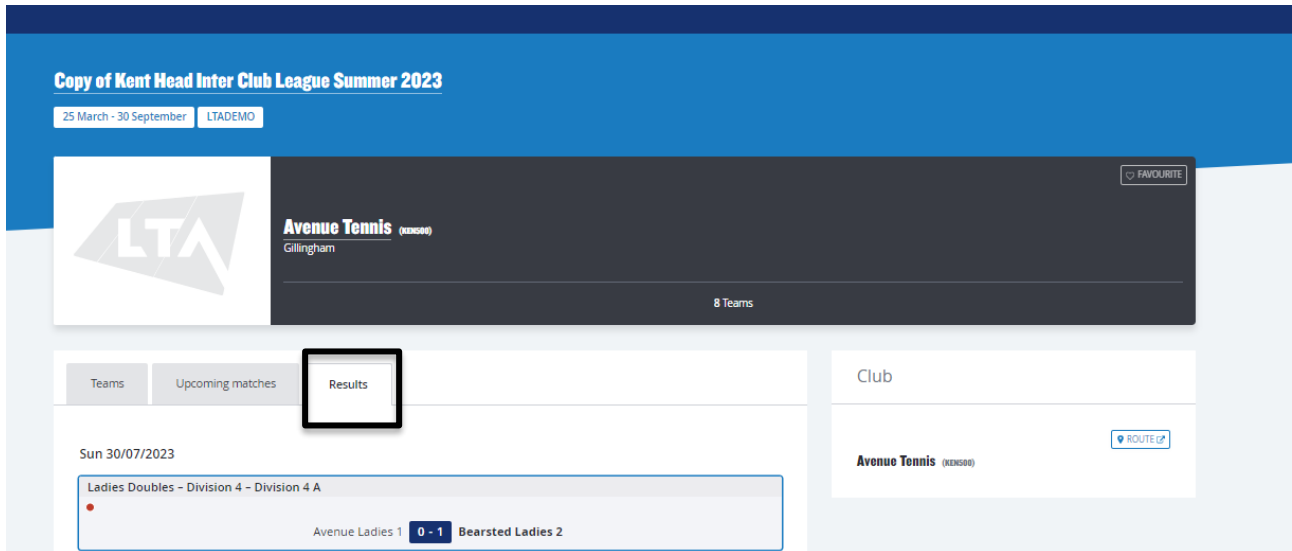 Copy of Kent Head Inter Club League Summer 2023
25 March - 30 September LTADEMO
LTA
FAVOURITE
Avenue Tennis (KEN500)
Gillingham
8 Teams
Teams Upcoming matches Results
Club
Sun 30/07/2023
ROUTE
Avenue Tennis (KEN500)
Ladies Doubles – Division 4 – Division 4 A
Avenue Ladies 1 0 - 1 Bearsted Ladies 2